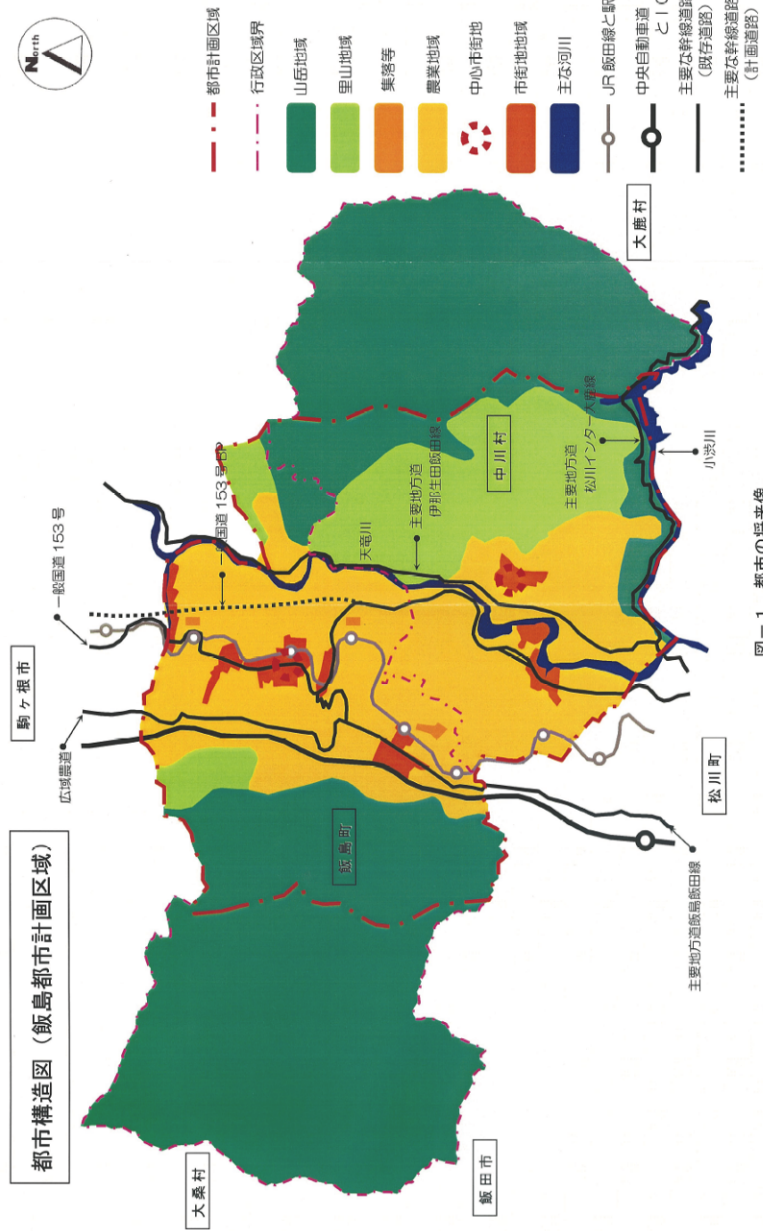 都市構造図（飯島都市計画区域）
North
大桑村
駒ヶ根市
一般国道153号
広域農道
一般国道153号BP
飯島町
天竜川
主要地方道
伊那生田飯田線
中川村
主要地方道
松川インター大鹿線
大鹿村
小渋川
飯田市
松川町
主要地方道飯島飯田線
都市計画区域
行政区域界
山岳地域
里山地域
集落等
農業地域
中心市街地
市街地地域
主な河川
JR飯田線と駅
中央自動車道
とIC
主要な幹線道路
（既存道路）
主要な幹線道路
（計画道路）
図－1 都市の将来像